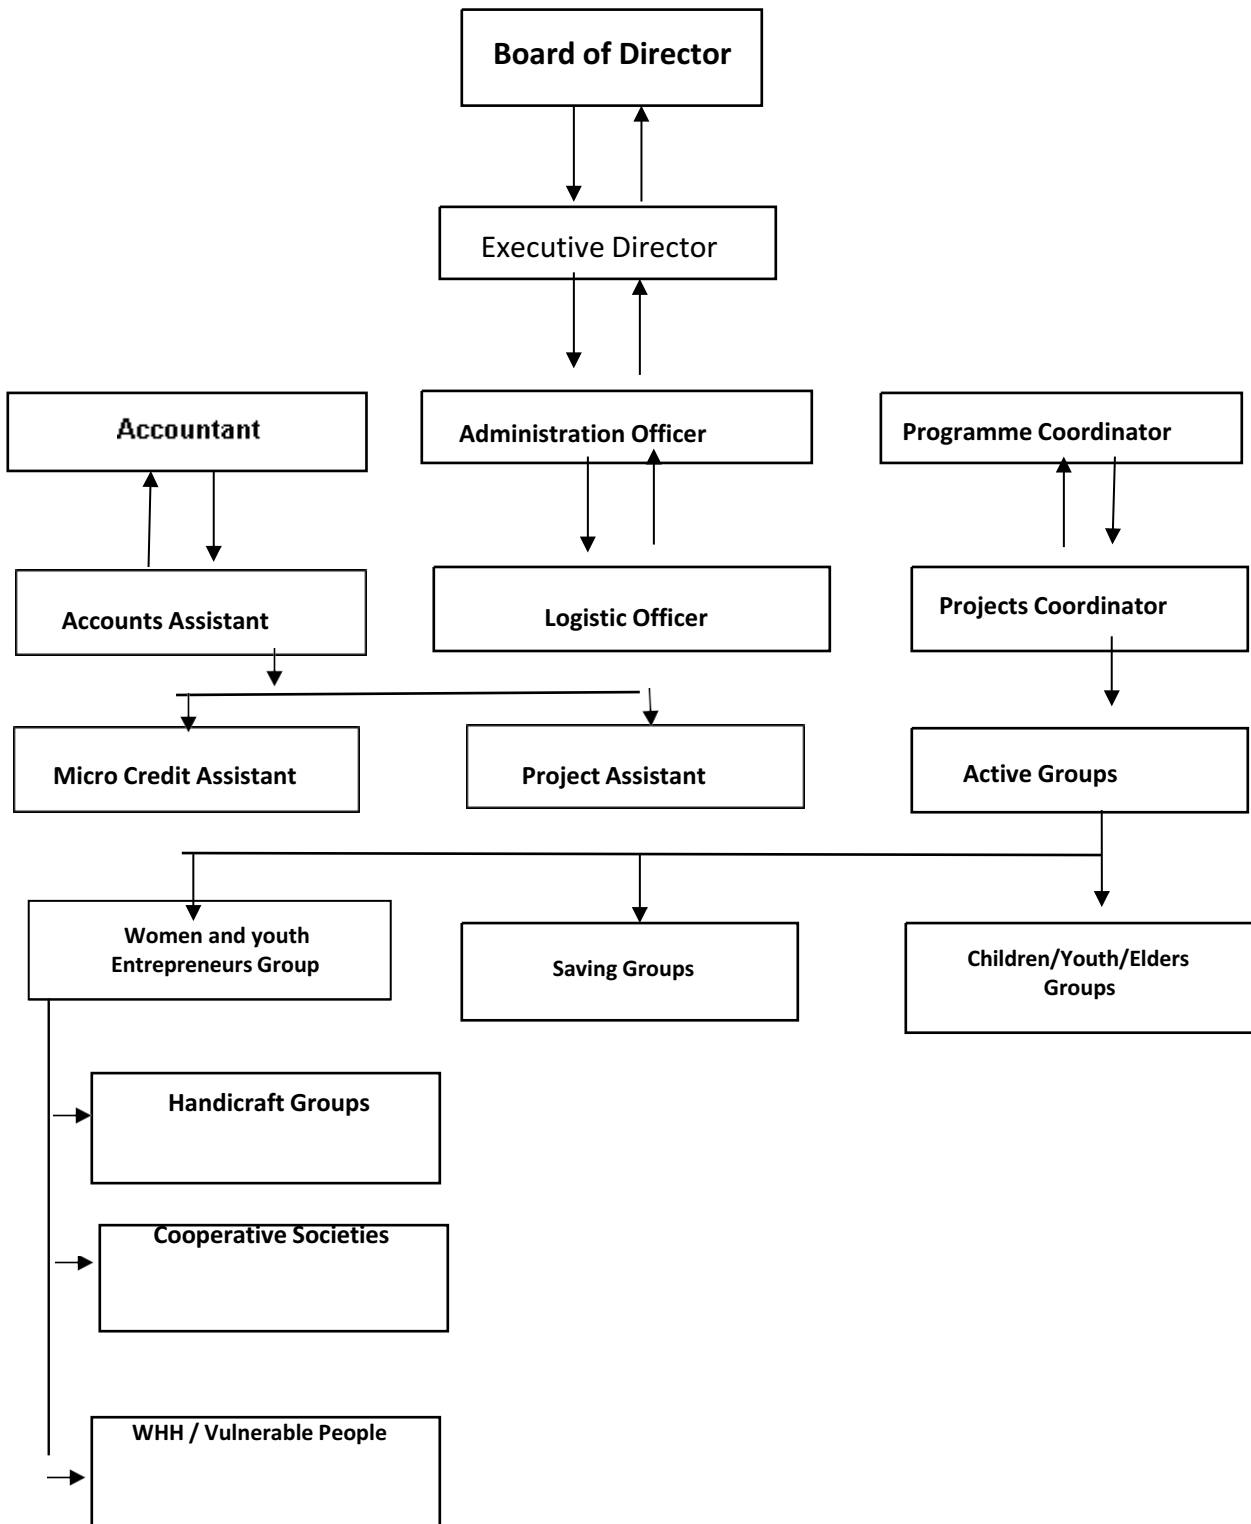 Board of Director
Executive Director
Accountant
Administration Officer
Programme Coordinator
Accounts Assistant
Logistic Officer
Projects Coordinator
Micro Credit Assistant
Project Assistant
Active Groups
Women and youth
Entrepreneurs Group
Saving Groups
Children/Youth/Elders
Groups
Handicraft Groups
Cooperative Societies
WHH / Vulnerable People